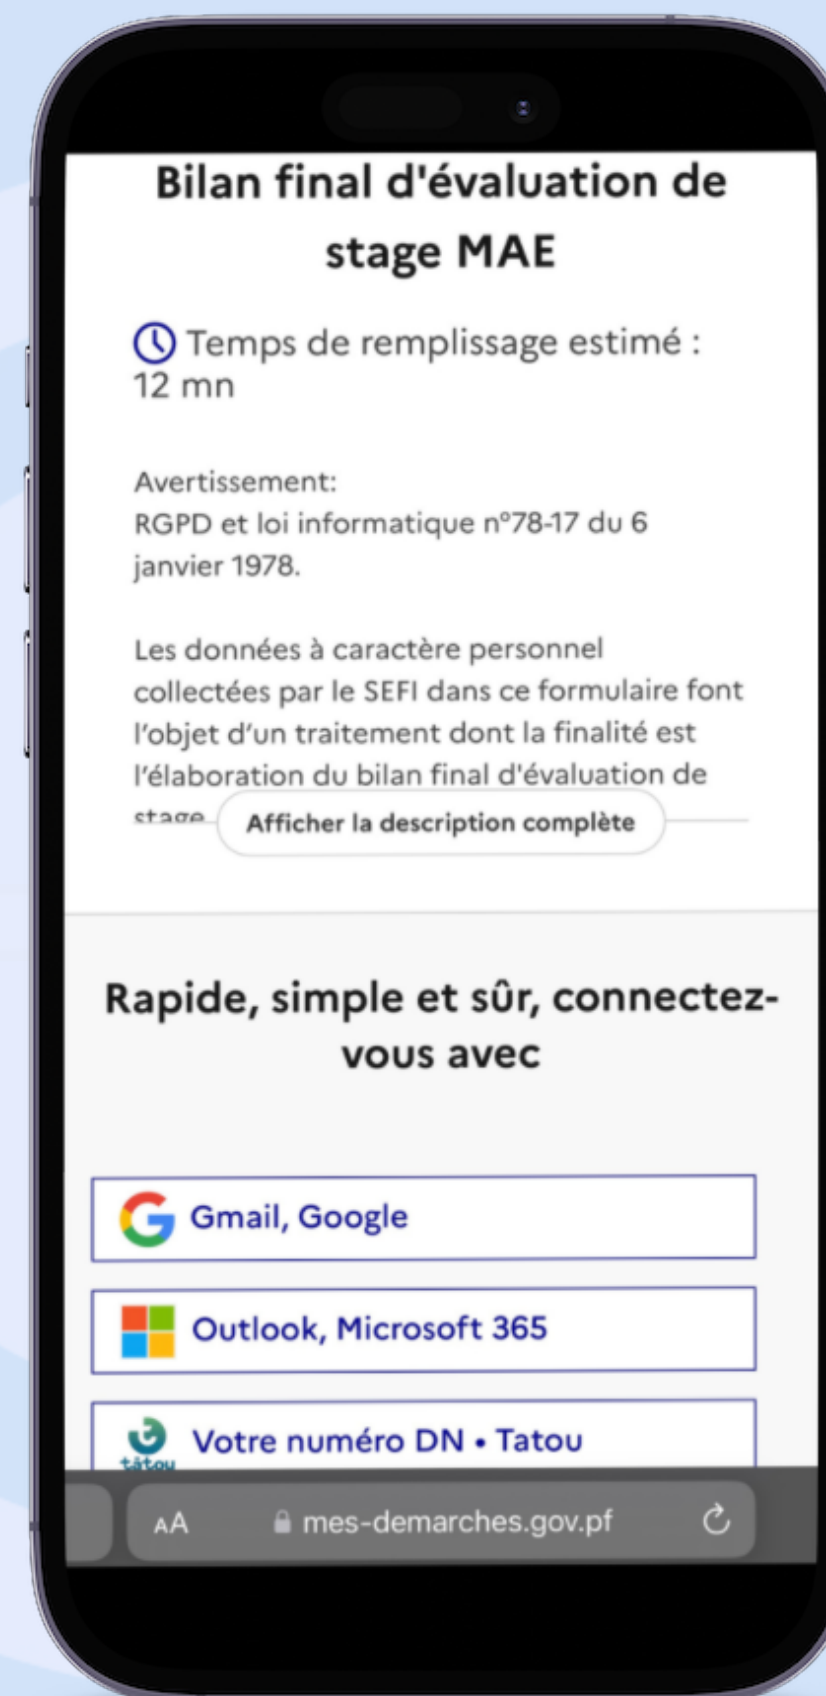 Bilan final d'évaluation de
stage MAE
Temps de remplissage estimé :
12 mn
Avertissement:
RGPD et loi informatique n°78-17 du 6
janvier 1978.
Les données à caractère personnel
collectées par le SEFI dans ce formulaire font
l'objet d'un traitement dont la finalité est
l'élaboration du bilan final d'évaluation de
stage
Afficher la description complète
Rapide, simple et sûr, connectez-
vous avec
Gmail, Google
Outlook, Microsoft 365
Votre numéro DN • Tatou
tātou
AA mes-demarches.gov.pf